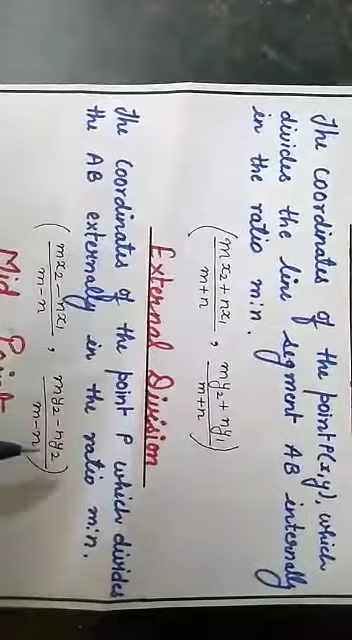 The coordinates of the point P(x,y), which
divides the line segment AB internally
in the ratio m:n.
(mx₂+nx₁/m+n , my₂+ny₁/m+n)
External Division
The coordinates of the point P which divides
the AB externally in the ratio m:n.
(mx₂-nx₁/m-n , my₂-ny₂/m-n)
Mid Point